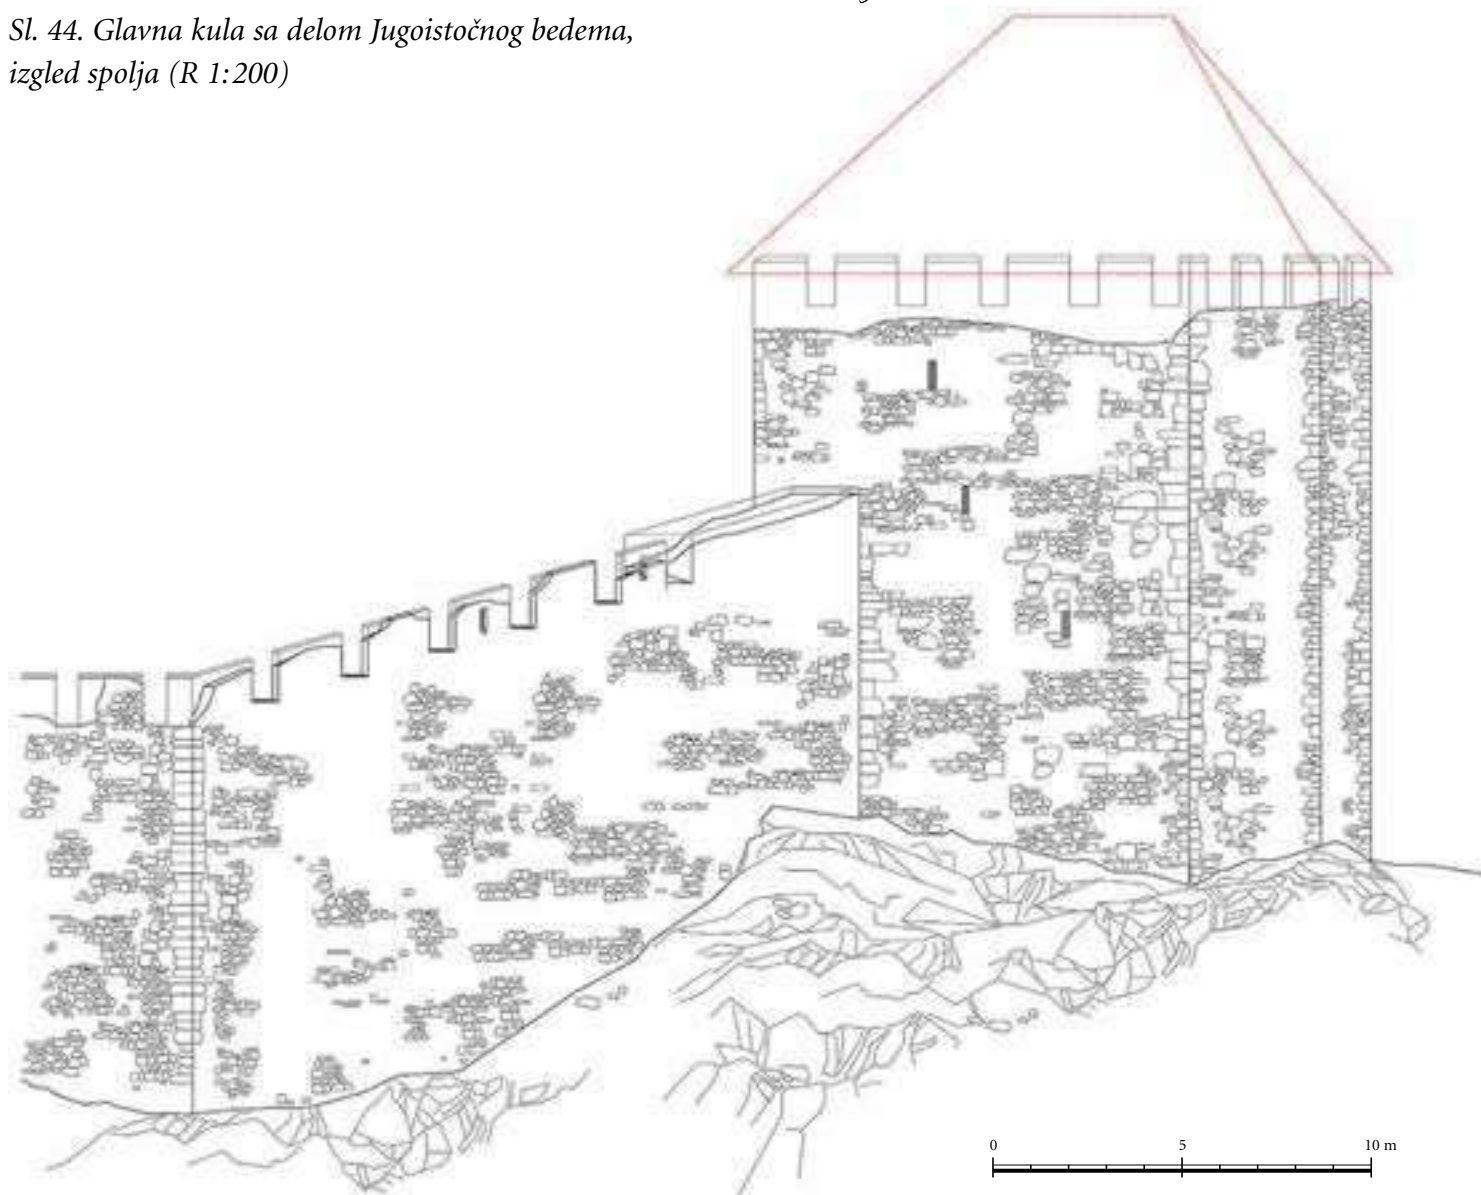 Sl. 44. Glavna kula sa delom Jugoistočnog bedema,
izgled spolja (R 1:200)
0 5 10 m